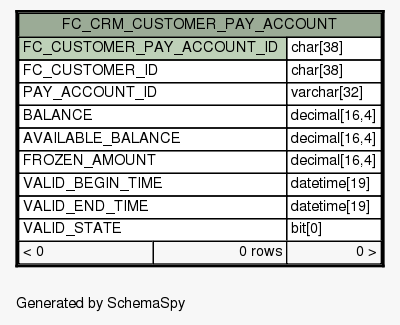 FC_CRM_CUSTOMER_PAY_ACCOUNT
FC_CUSTOMER_PAY_ACCOUNT_ID char[38]
FC_CUSTOMER_ID char[38]
PAY_ACCOUNT_ID varchar[32]
BALANCE decimal[16,4]
AVAILABLE_BALANCE decimal[16,4]
FROZEN_AMOUNT decimal[16,4]
VALID_BEGIN_TIME datetime[19]
VALID_END_TIME datetime[19]
VALID_STATE bit[0]
< 0 0 rows 0 >
Generated by SchemaSpy